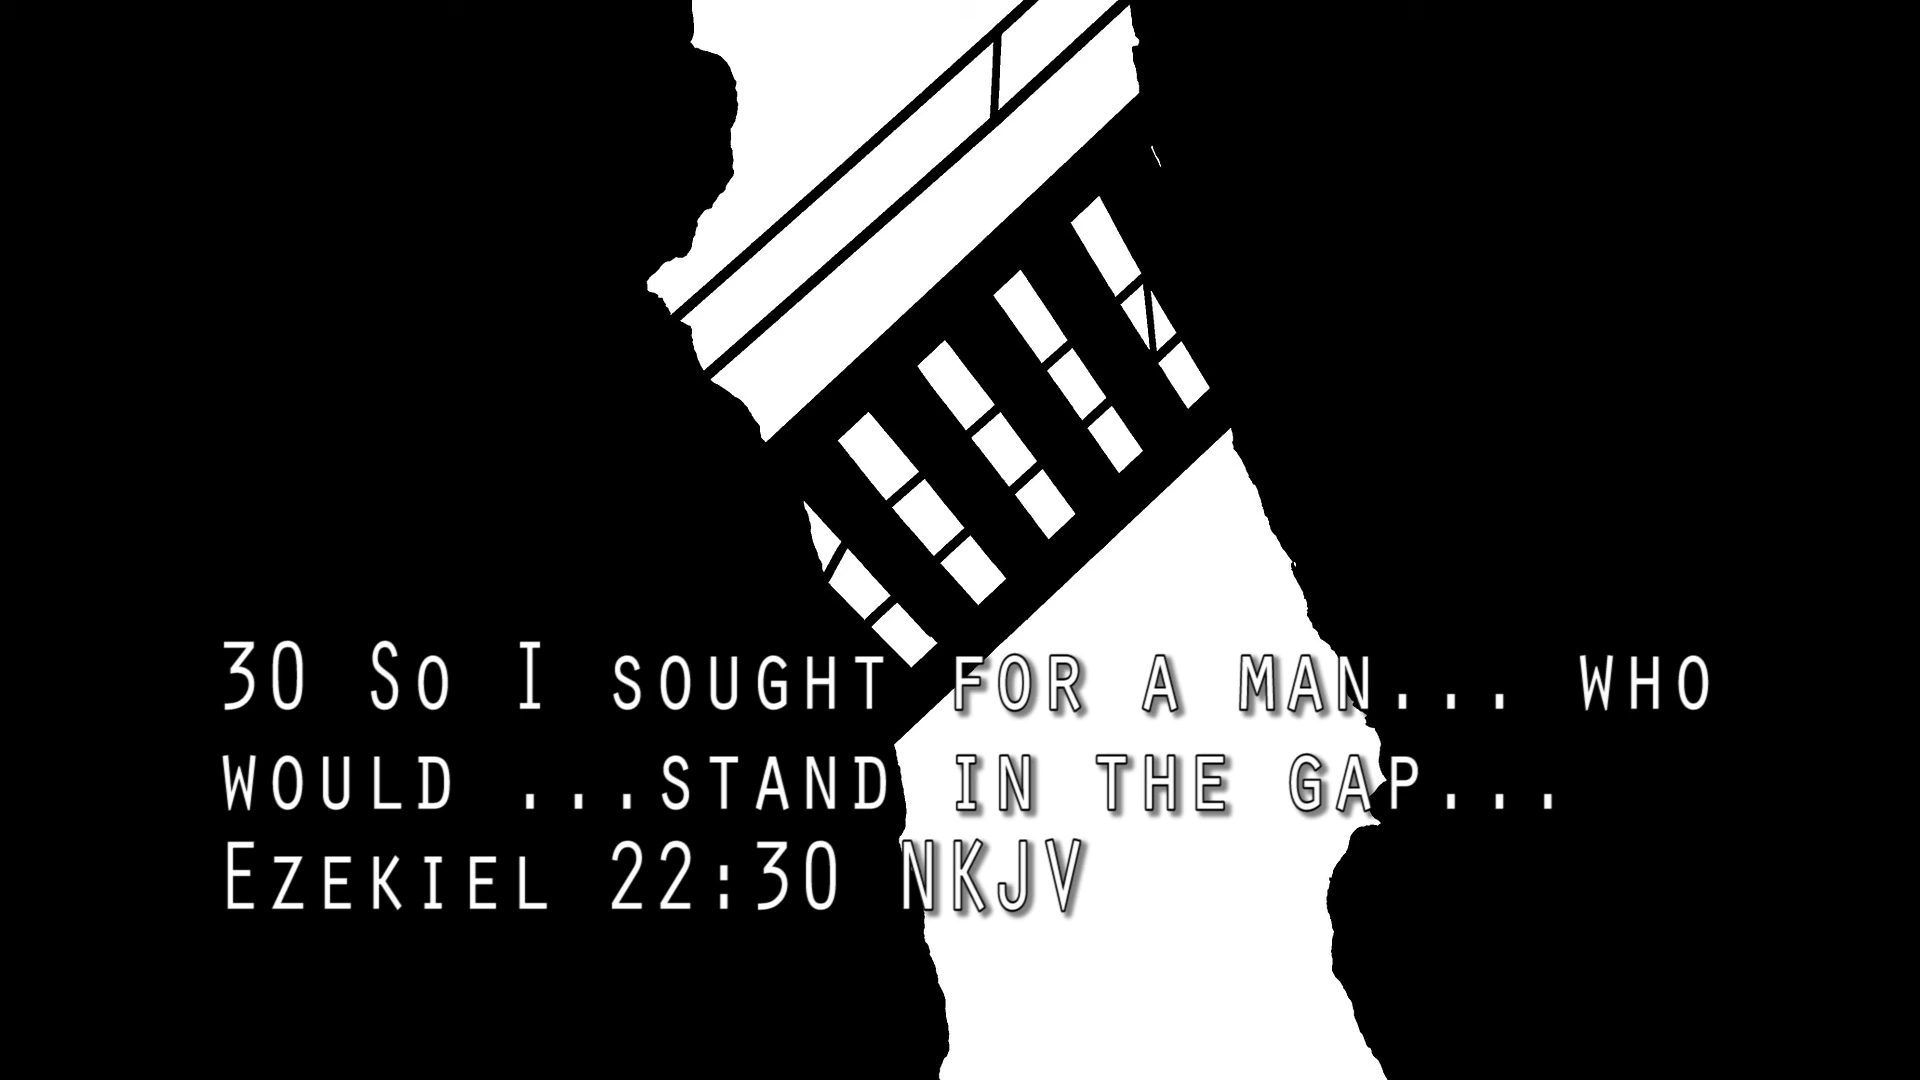 30 So I sought for a man... who
would ...stand in the gap...
Ezekiel 22:30 NKJV